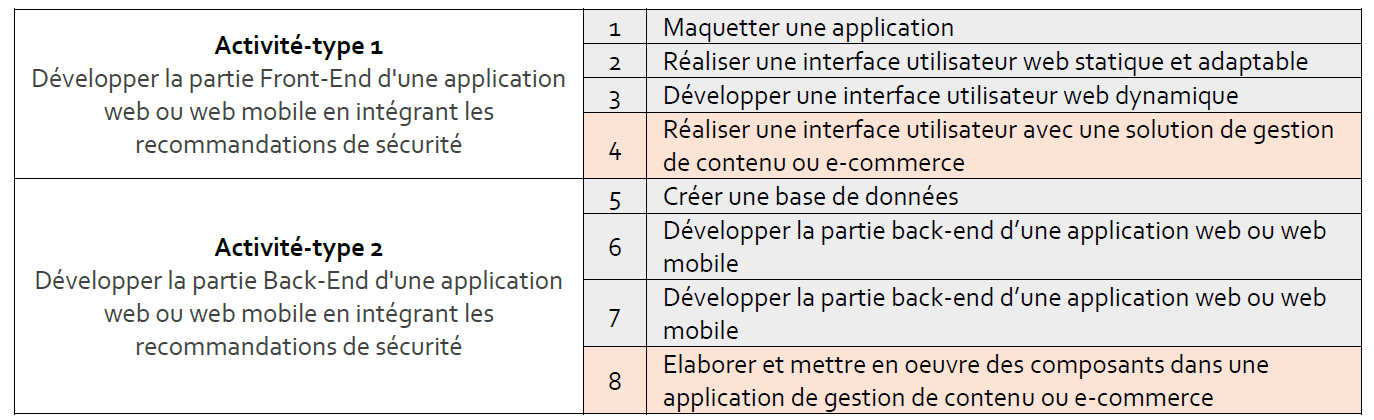 Activité-type 1
Développer la partie Front-End d'une application
web ou web mobile en intégrant les
recommandations de sécurité
1 Maquetter une application
2 Réaliser une interface utilisateur web statique et adaptable
3 Développer une interface utilisateur web dynamique
4 Réaliser une interface utilisateur avec une solution de gestion
de contenu ou e-commerce
Activité-type 2
Développer la partie Back-End d'une application
web ou web mobile en intégrant les
recommandations de sécurité
5 Créer une base de données
6 Développer la partie back-end d’une application web ou web
mobile
7 Développer la partie back-end d’une application web ou web
mobile
8 Elaborer et mettre en oeuvre des composants dans une
application de gestion de contenu ou e-commerce